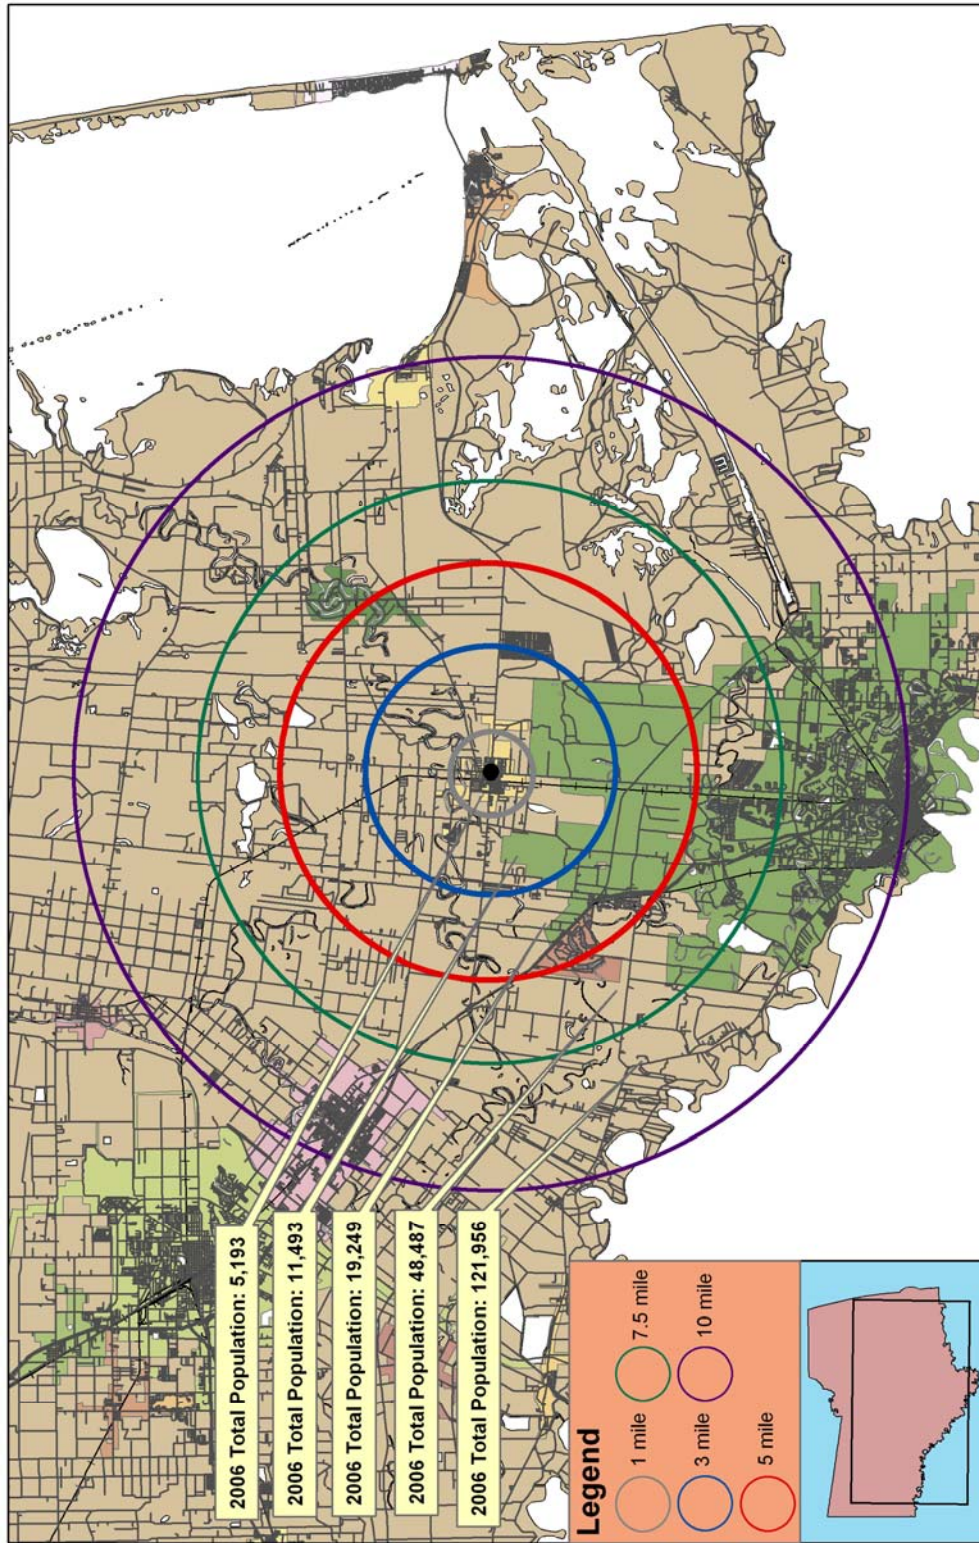 2006 Total Population: 5,193
2006 Total Population: 11,493
2006 Total Population: 19,249
2006 Total Population: 48,487
2006 Total Population: 121,956
Legend
1 mile
7.5 mile
3 mile
10 mile
5 mile